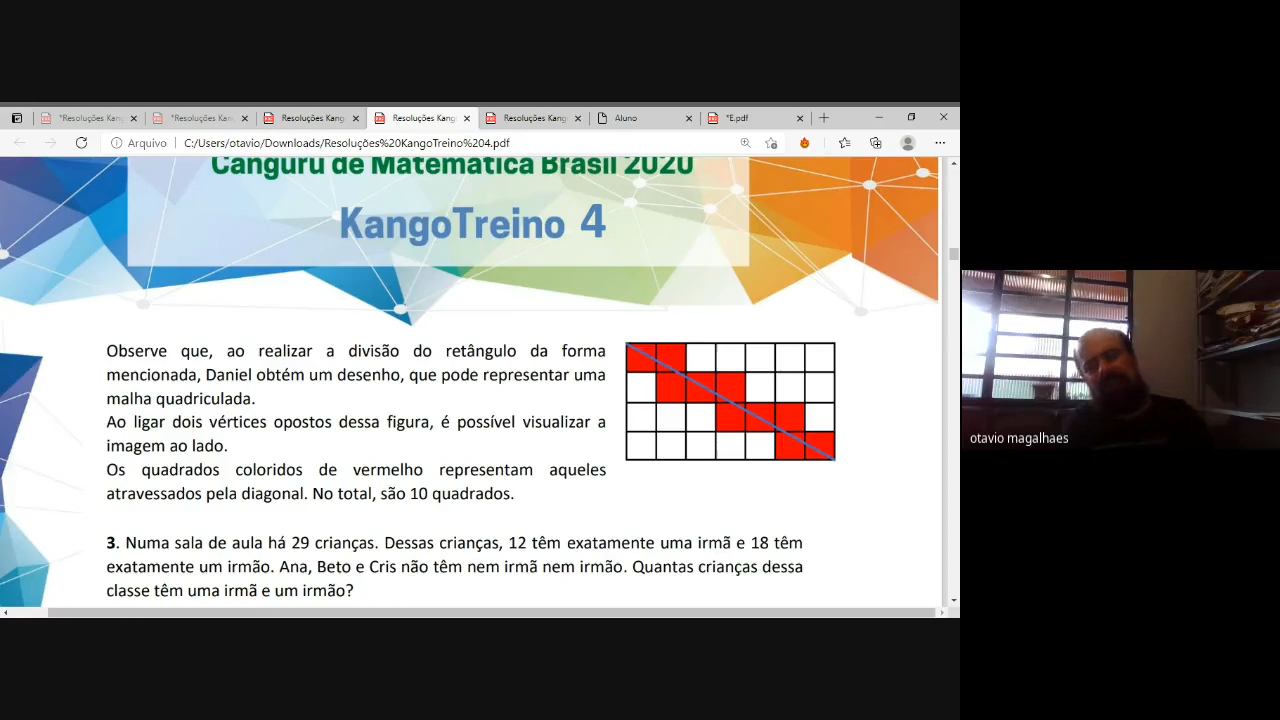 *Resoluções Kang
*Resoluções Kang
Resoluções Kang
Resoluções Kang
Resoluções Kang
Aluno
*E.pdf
Arquivo
C:/Users/otavio/Downloads/Resoluções%20KangoTreino%204.pdf
Canguru de Matemática Brasil 2020
KangoTreino 4
Observe que, ao realizar a divisão do retângulo da forma
mencionada, Daniel obtém um desenho, que pode representar uma
malha quadriculada.
Ao ligar dois vértices opostos dessa figura, é possível visualizar a
imagem ao lado.
Os quadrados coloridos de vermelho representam aqueles
atravessados pela diagonal. No total, são 10 quadrados.
3. Numa sala de aula há 29 crianças. Dessas crianças, 12 têm exatamente uma irmã e 18 têm
exatamente um irmão. Ana, Beto e Cris não têm nem irmã nem irmão. Quantas crianças dessa
classe têm uma irmã e um irmão?
otavio magalhaes